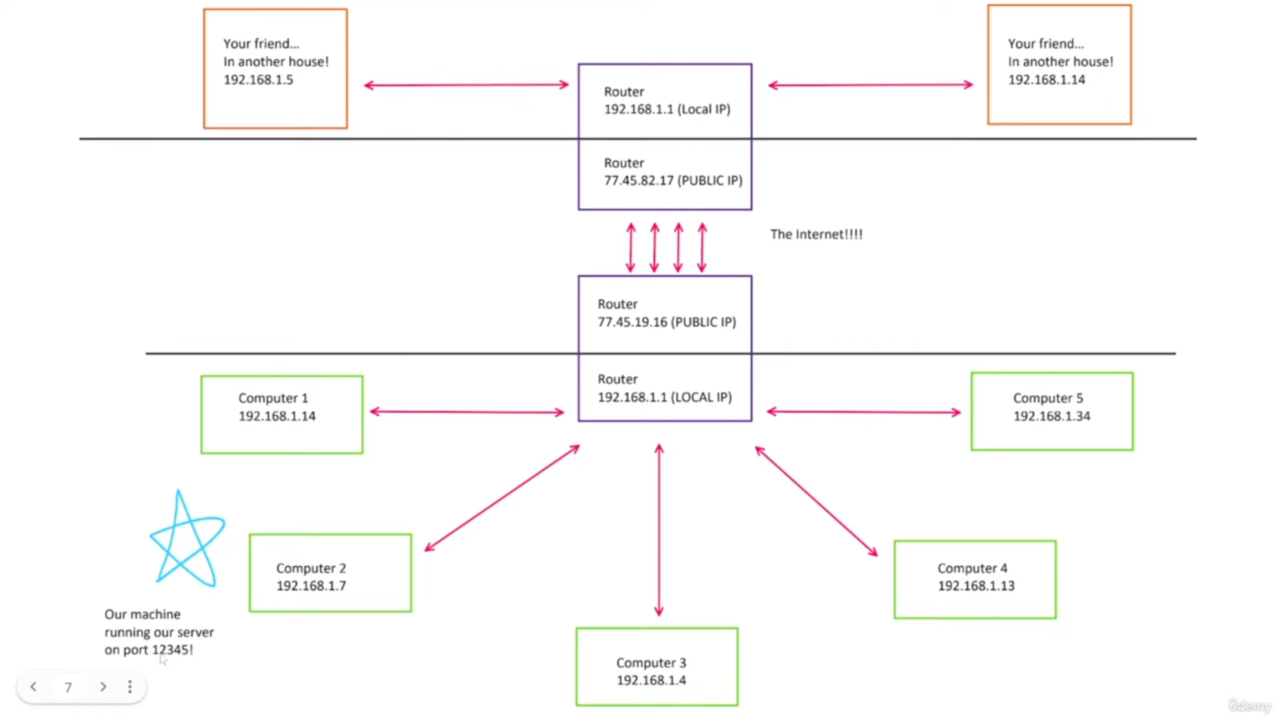 Your friend...
In another house!
192.168.1.5
Your friend...
In another house!
192.168.1.14
Router
192.168.1.1 (Local IP)
Router
77.45.82.17 (PUBLIC IP)
The Internet!!!!
Router
77.45.19.16 (PUBLIC IP)
Router
192.168.1.1 (LOCAL IP)
Computer 1
192.168.1.14
Computer 5
192.168.1.34
Computer 2
192.168.1.7
Computer 4
192.168.1.13
Our machine
running our server
on port 12345!
Computer 3
192.168.1.4
7
ûdemy